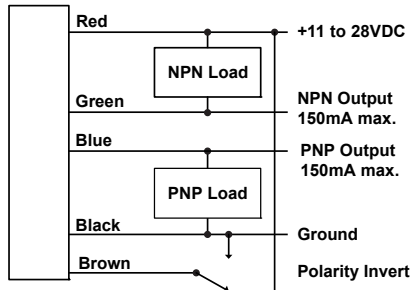 Red
+11 to 28VDC
NPN Load
Green
NPN Output
150mA max.
Blue
PNP Output
150mA max.
PNP Load
Black
Ground
Brown
Polarity Invert